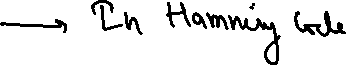 → In Hamming Code